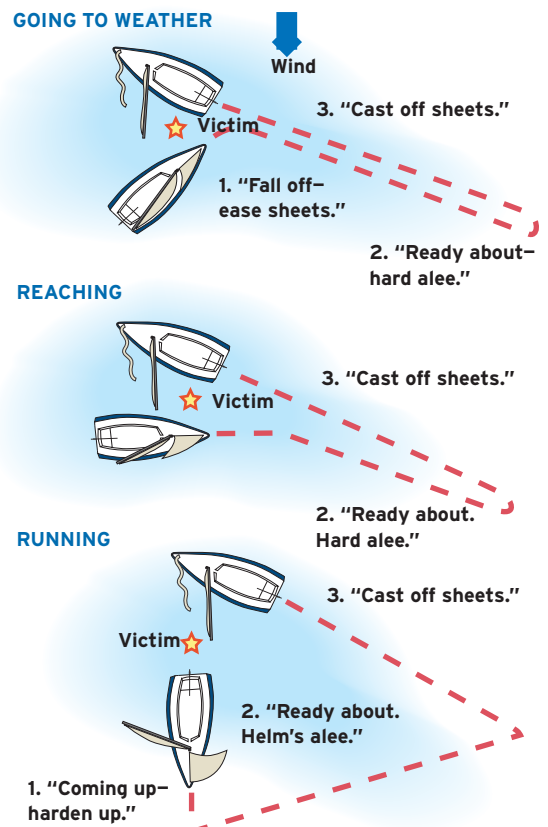 GOING TO WEATHER
Wind
3. “Cast off sheets.”
Victim
1. “Fall off–
ease sheets.”
2. “Ready about–
hard alee.”
REACHING
3. “Cast off sheets.”
Victim
2. “Ready about.
Hard alee.”
RUNNING
3. “Cast off sheets.”
Victim
2. “Ready about.
Helm’s alee.”
1. “Coming up–
harden up.”